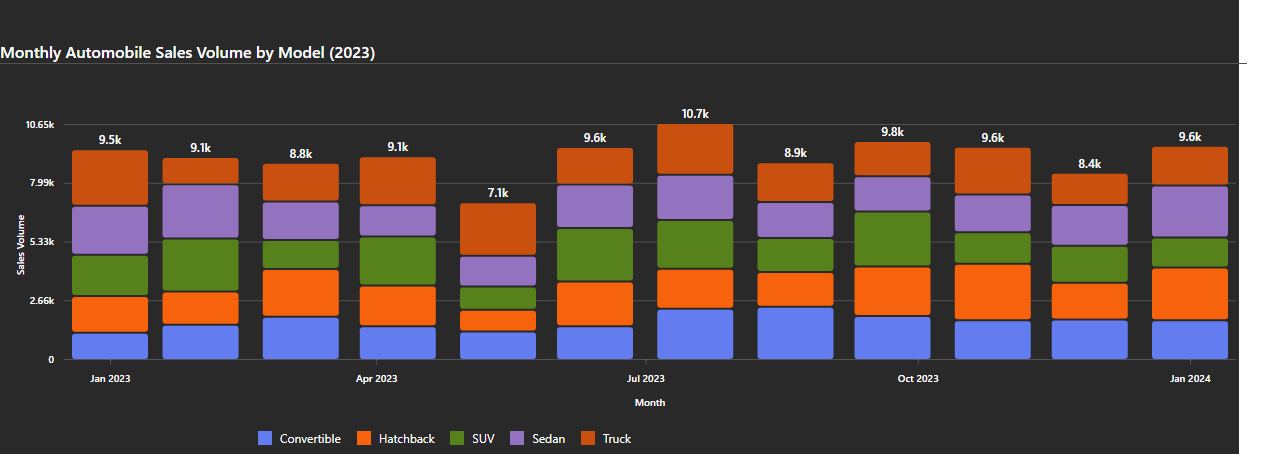 Monthly Automobile Sales Volume by Model (2023)
10.7k
10.65k
9.5k 9.1k 8.8k 9.1k 7.1k 9.6k 8.9k 9.8k 9.6k 8.4k 9.6k
7.99k
5.33k
2.66k
0
Sales Volume
Jan 2023 Apr 2023 Jul 2023 Oct 2023 Jan 2024
Month
Convertible Hatchback SUV Sedan Truck